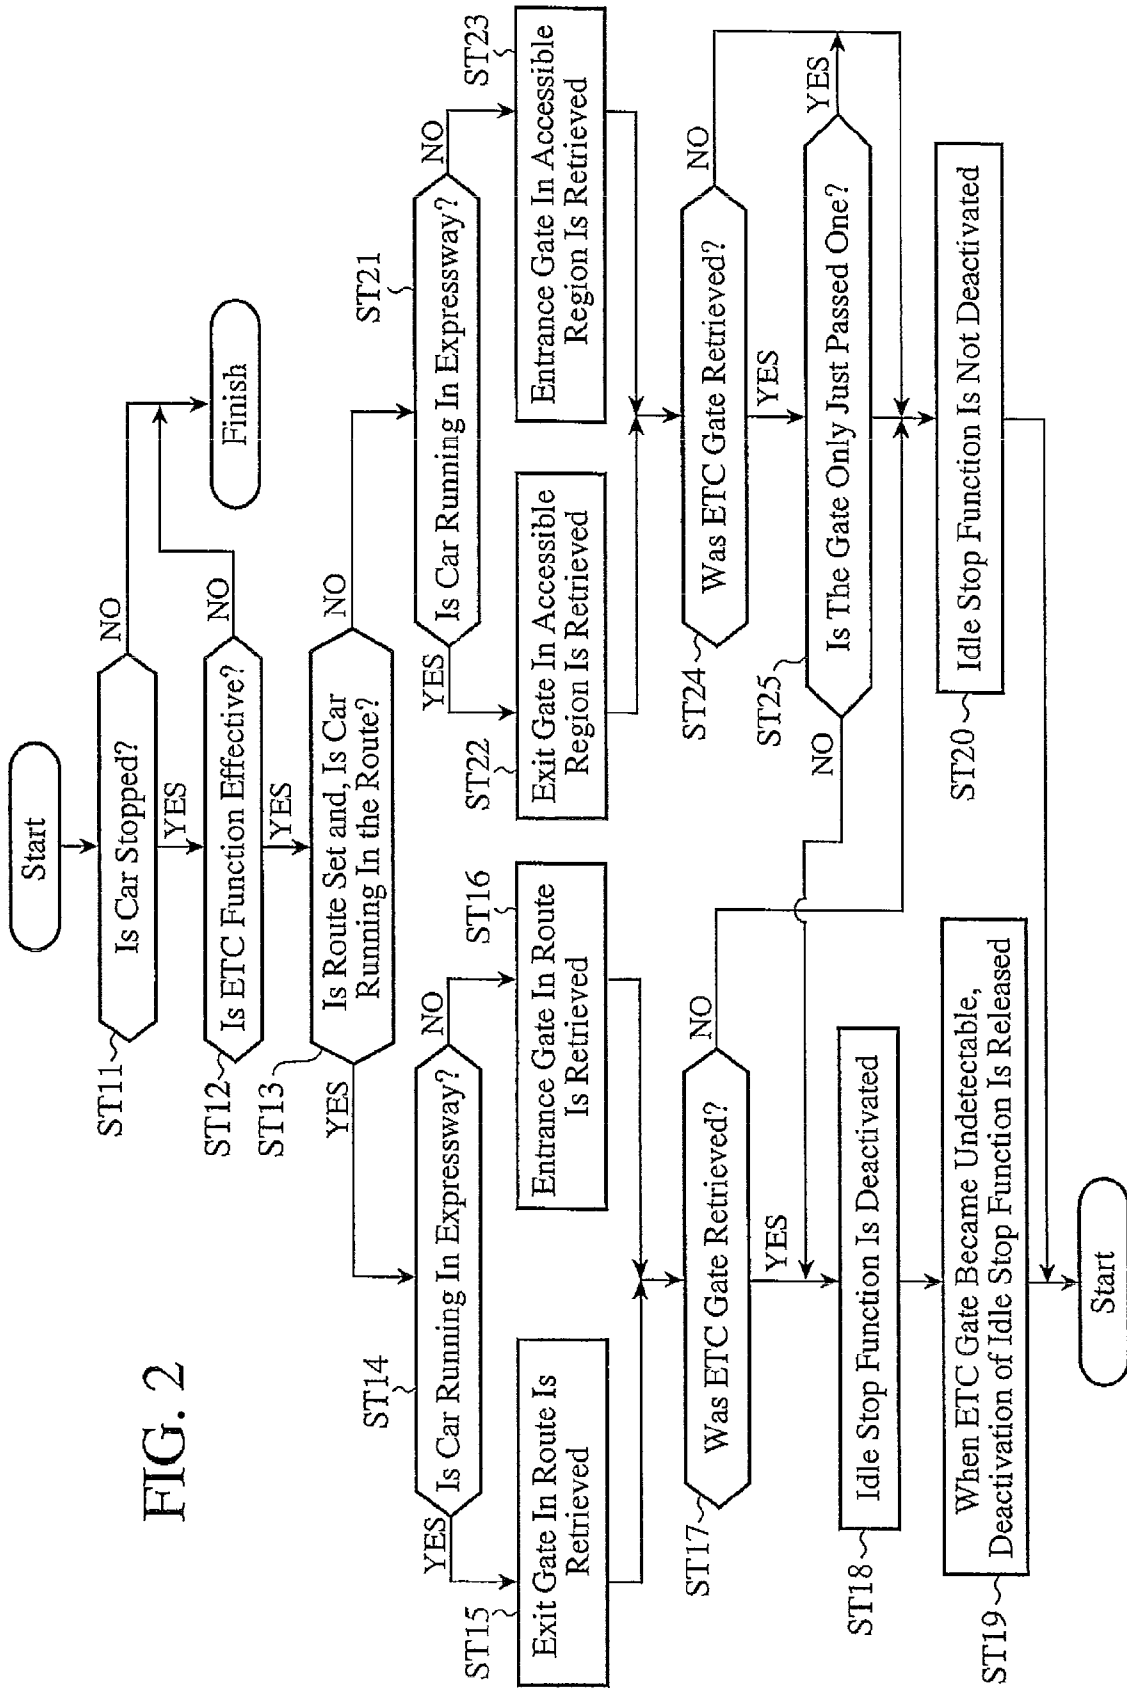 FIG. 2
Start
ST11
Is Car Stopped?
NO
YES
ST12
Is ETC Function Effective?
NO
YES
Finish
ST13
Is Route Set and, Is Car
Running In the Route?
YES
NO
ST14
Is Car Running In Expressway?
YES
NO
ST15
Exit Gate In Route Is
Retrieved
ST16
Entrance Gate In Route
Is Retrieved
ST17
Was ETC Gate Retrieved?
NO
YES
ST18
Idle Stop Function Is Deactivated
ST19
When ETC Gate Became Undetectable,
Deactivation of Idle Stop Function Is Released
ST21
Is Car Running In Expressway?
YES
NO
ST22
Exit Gate In Accessible
Region Is Retrieved
ST23
Entrance Gate In Accessible
Region Is Retrieved
ST24
Was ETC Gate Retrieved?
NO
YES
ST25
Is The Gate Only Just Passed One?
NO
YES
ST20
Idle Stop Function Is Not Deactivated
Start